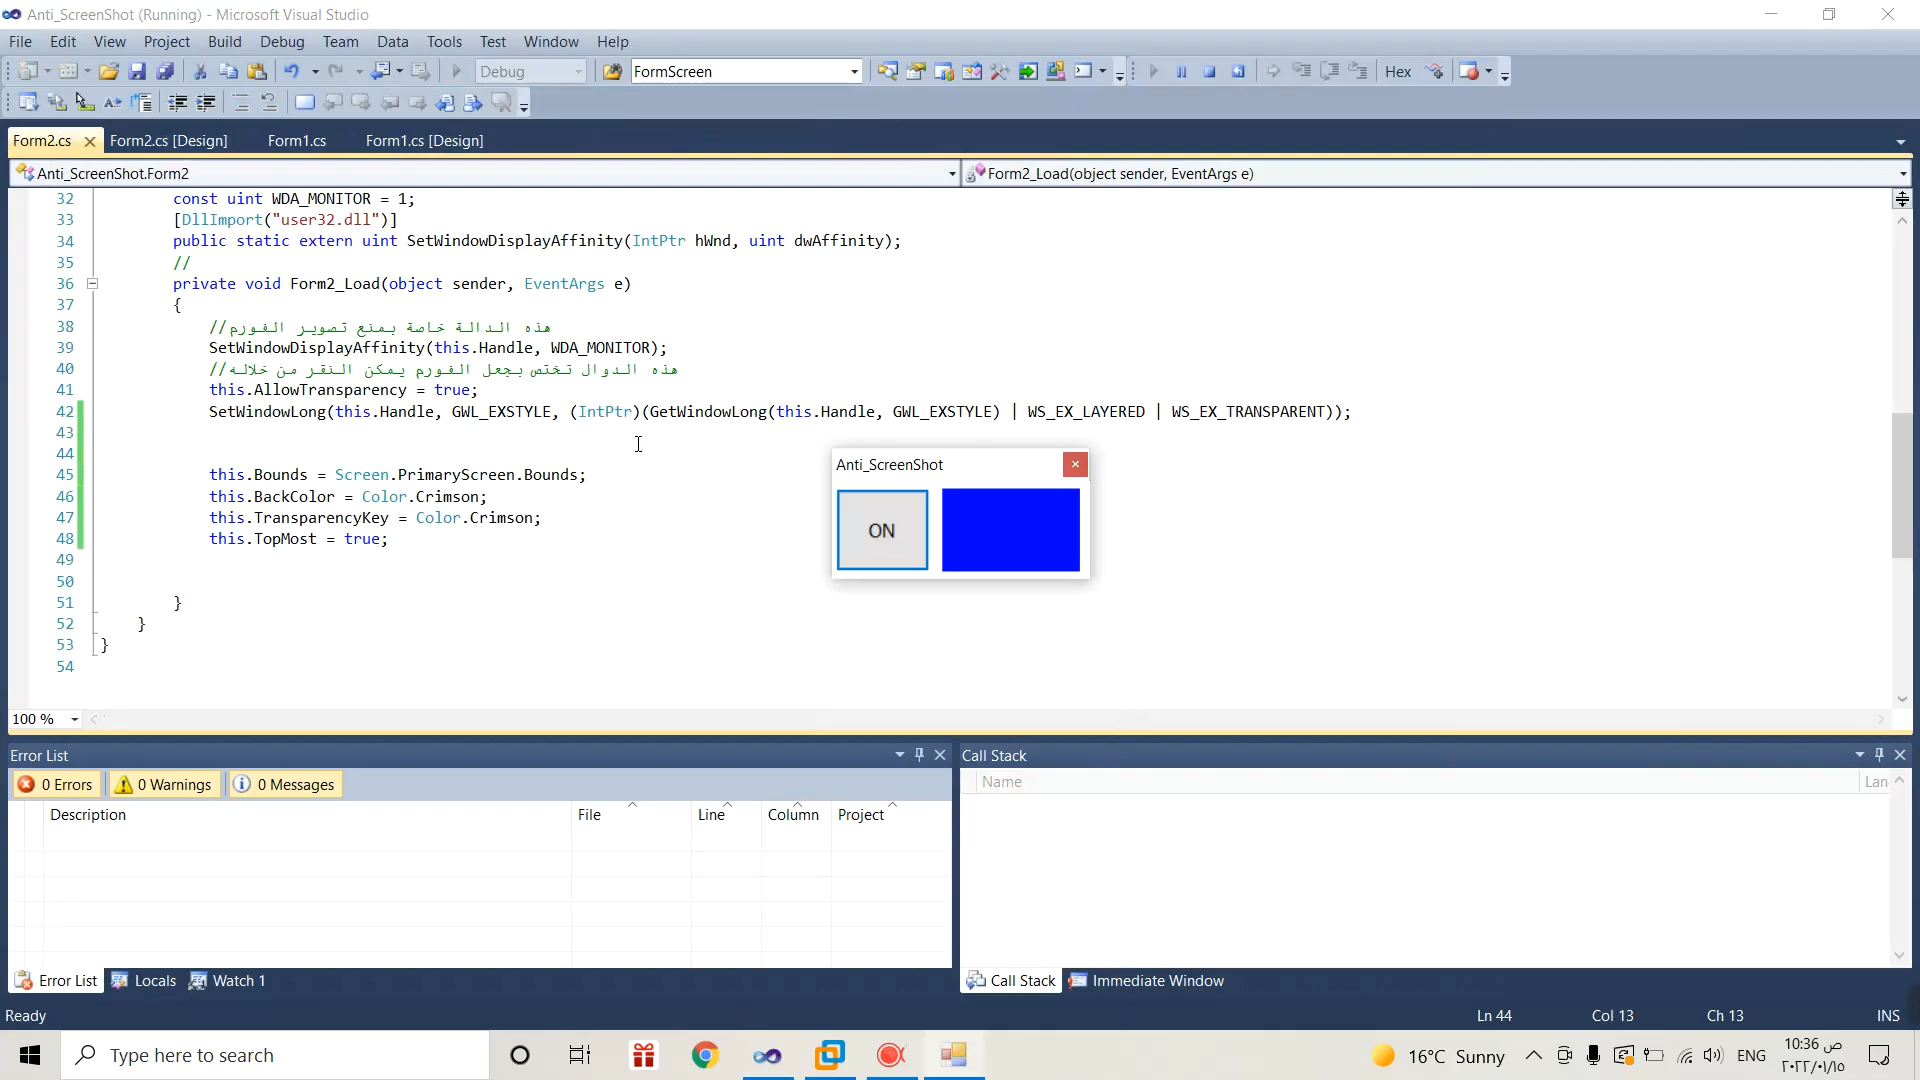 Anti_ScreenShot (Running) - Microsoft Visual Studio
File Edit View Project Build Debug Team Data Tools Test Window Help
Debug FormScreen Hex
Form2.cs Form2.cs [Design] Form1.cs Form1.cs [Design]
Anti_ScreenShot.Form2 Form2_Load(object sender, EventArgs e)
32 const uint WDA_MONITOR = 1;
33 [DllImport("user32.dll")]
34 public static extern uint SetWindowDisplayAffinity(IntPtr hWnd, uint dwAffinity);
35 //
36 private void Form2_Load(object sender, EventArgs e)
37 {
38 //هذه الدالة خاصة بمنع تصوير الفورم
39 SetWindowDisplayAffinity(this.Handle, WDA_MONITOR);
40 //هذه الدوال تختص بجعل الفورم يمكن النقر من خلاله
41 this.AllowTransparency = true;
42 SetWindowLong(this.Handle, GWL_EXSTYLE, (IntPtr)(GetWindowLong(this.Handle, GWL_EXSTYLE) | WS_EX_LAYERED | WS_EX_TRANSPARENT));
43
44
45 this.Bounds = Screen.PrimaryScreen.Bounds;
46 this.BackColor = Color.Crimson;
47 this.TransparencyKey = Color.Crimson;
48 this.TopMost = true;
49
50
51 }
52 }
53 }
54
Anti_ScreenShot
ON
100 %
Error List Call Stack
0 Errors 0 Warnings 0 Messages
Name Lan
Description File Line Column Project
Error List Locals Watch 1 Call Stack Immediate Window
Ready Ln 44 Col 13 Ch 13 INS
Type here to search 16°C Sunny ENG 10:36 ص
٢٠٢٢/٠١/١٥